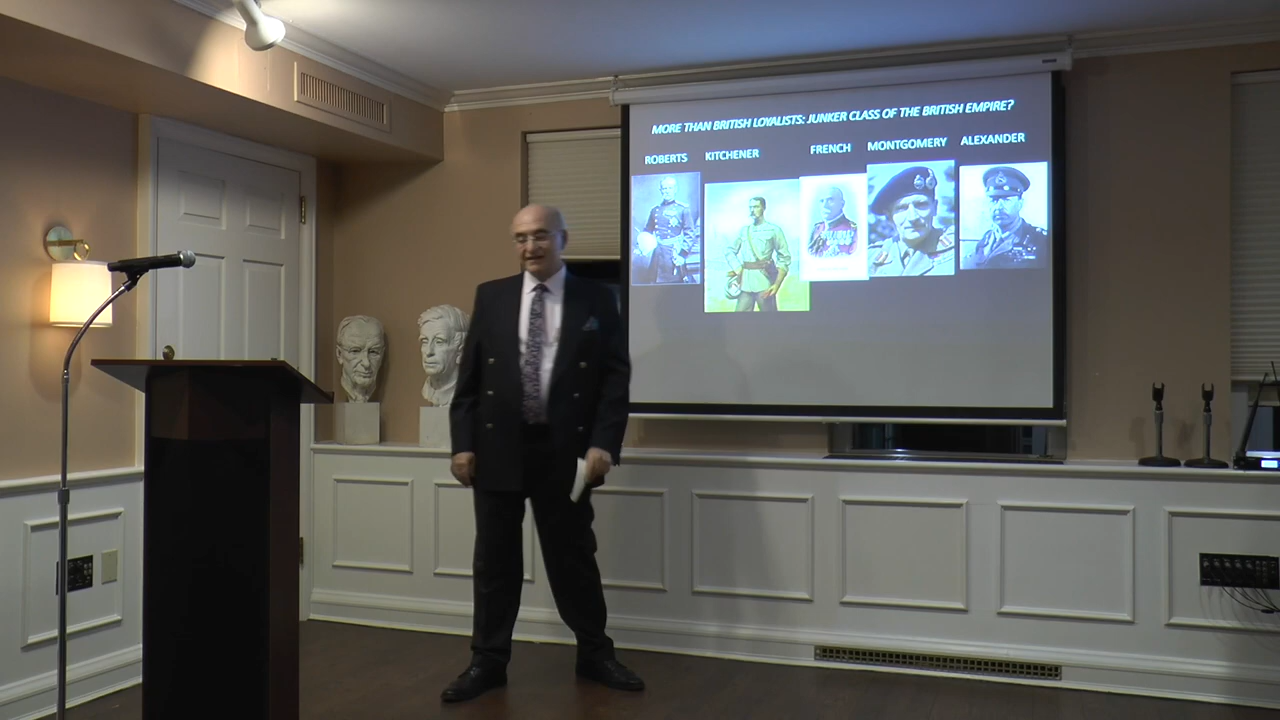 MORE THAN BRITISH LOYALISTS: JUNKER CLASS OF THE BRITISH EMPIRE?
ROBERTS KITCHENER FRENCH MONTGOMERY ALEXANDER